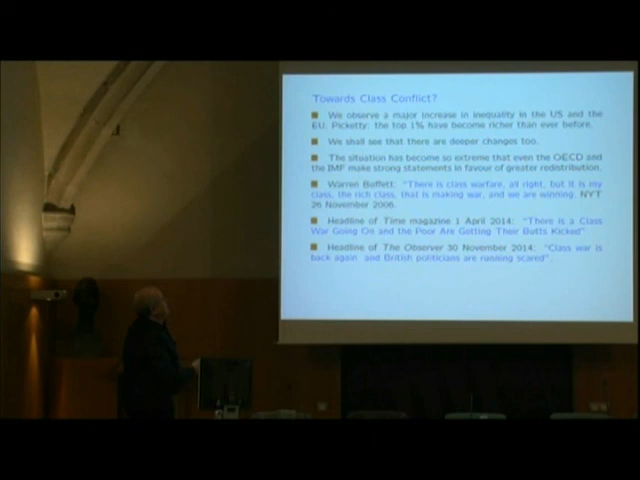 Towards Class Conflict?
We observe a major increase in inequality in the US and the
EU. Picketty: the top 1% have become richer than ever before.
We shall see that there are deeper changes too.
The situation has become so extreme that even the OECD and
the IMF make strong statements in favour of greater redistribution.
Warren Buffett: "There is class warfare, all right, but it is my
class, the rich class, that is making war, and we are winning. NYT
26 November 2006.
Headline of Time magazine 1 April 2014: "There is a Class
War Going On and the Poor Are Getting Their Butts Kicked"
Headline of The Observer 30 November 2014: "Class war is
back again and British politicians are running scared".